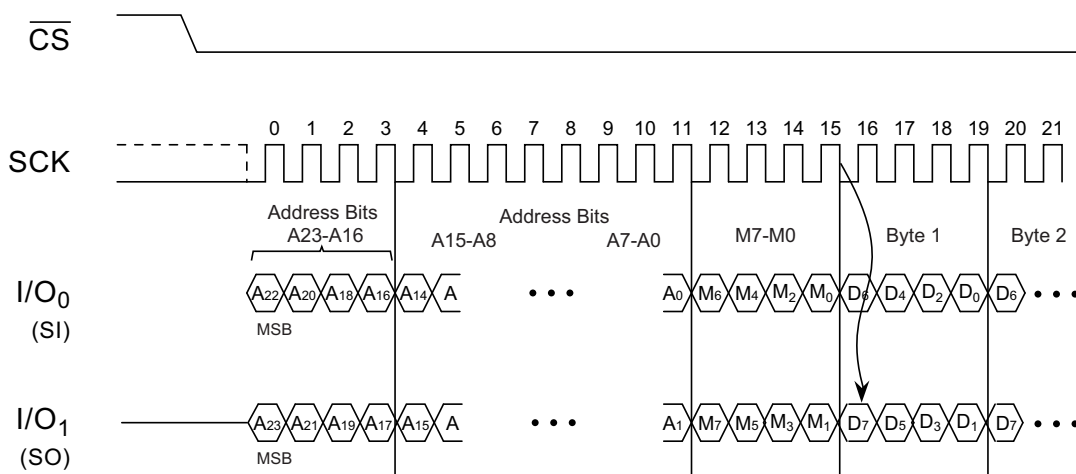 CS
0 1 2 3 4 5 6 7 8 9 10 11 12 13 14 15 16 17 18 19 20 21
SCK
Address Bits
A23-A16
Address Bits
A15-A8 A7-A0
M7-M0
Byte 1
Byte 2
I/O0
(SI)
A22 A20 A18 A16 A14 A • • • A0 M6 M4 M2 M0 D6 D4 D2 D0 D6 • • •
MSB
I/O1
(SO)
A23 A21 A19 A17 A15 A • • • A1 M7 M5 M3 M1 D7 D5 D3 D1 D7 • • •
MSB